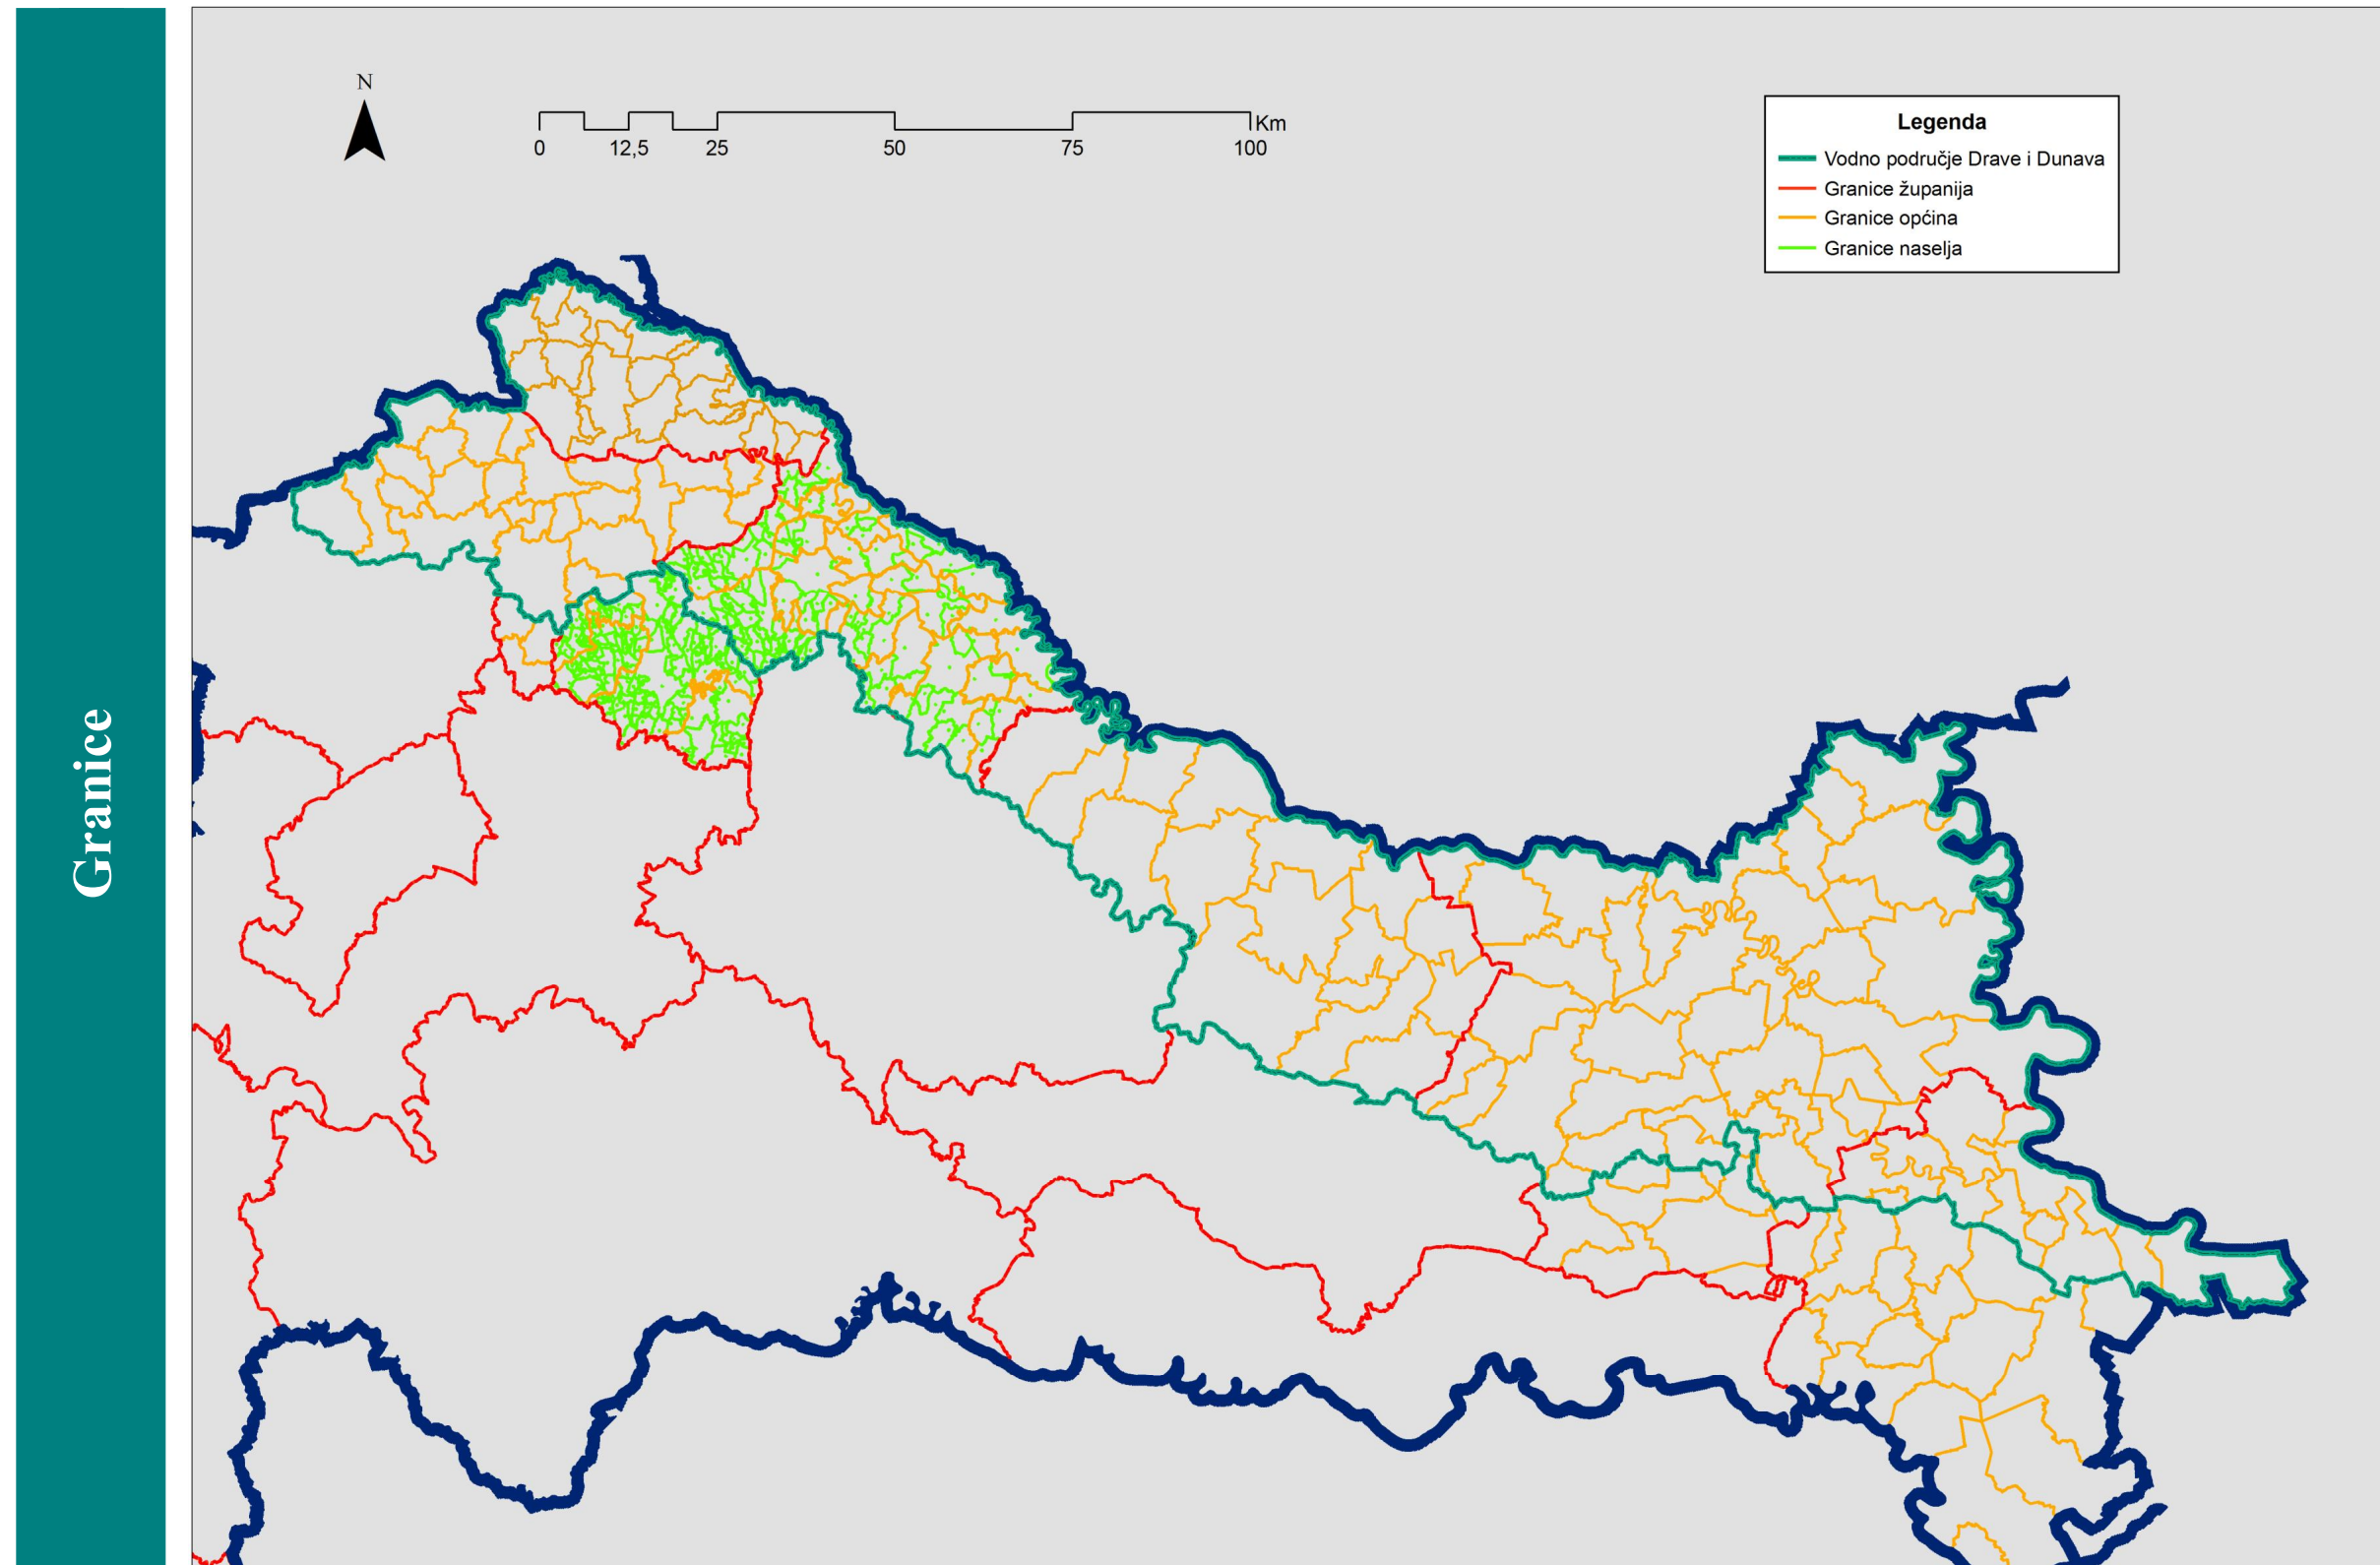 Granice
N
Km
0 12,5 25 50 75 100
Legenda
Vodno područje Drave i Dunava
Granice županija
Granice općina
Granice naselja